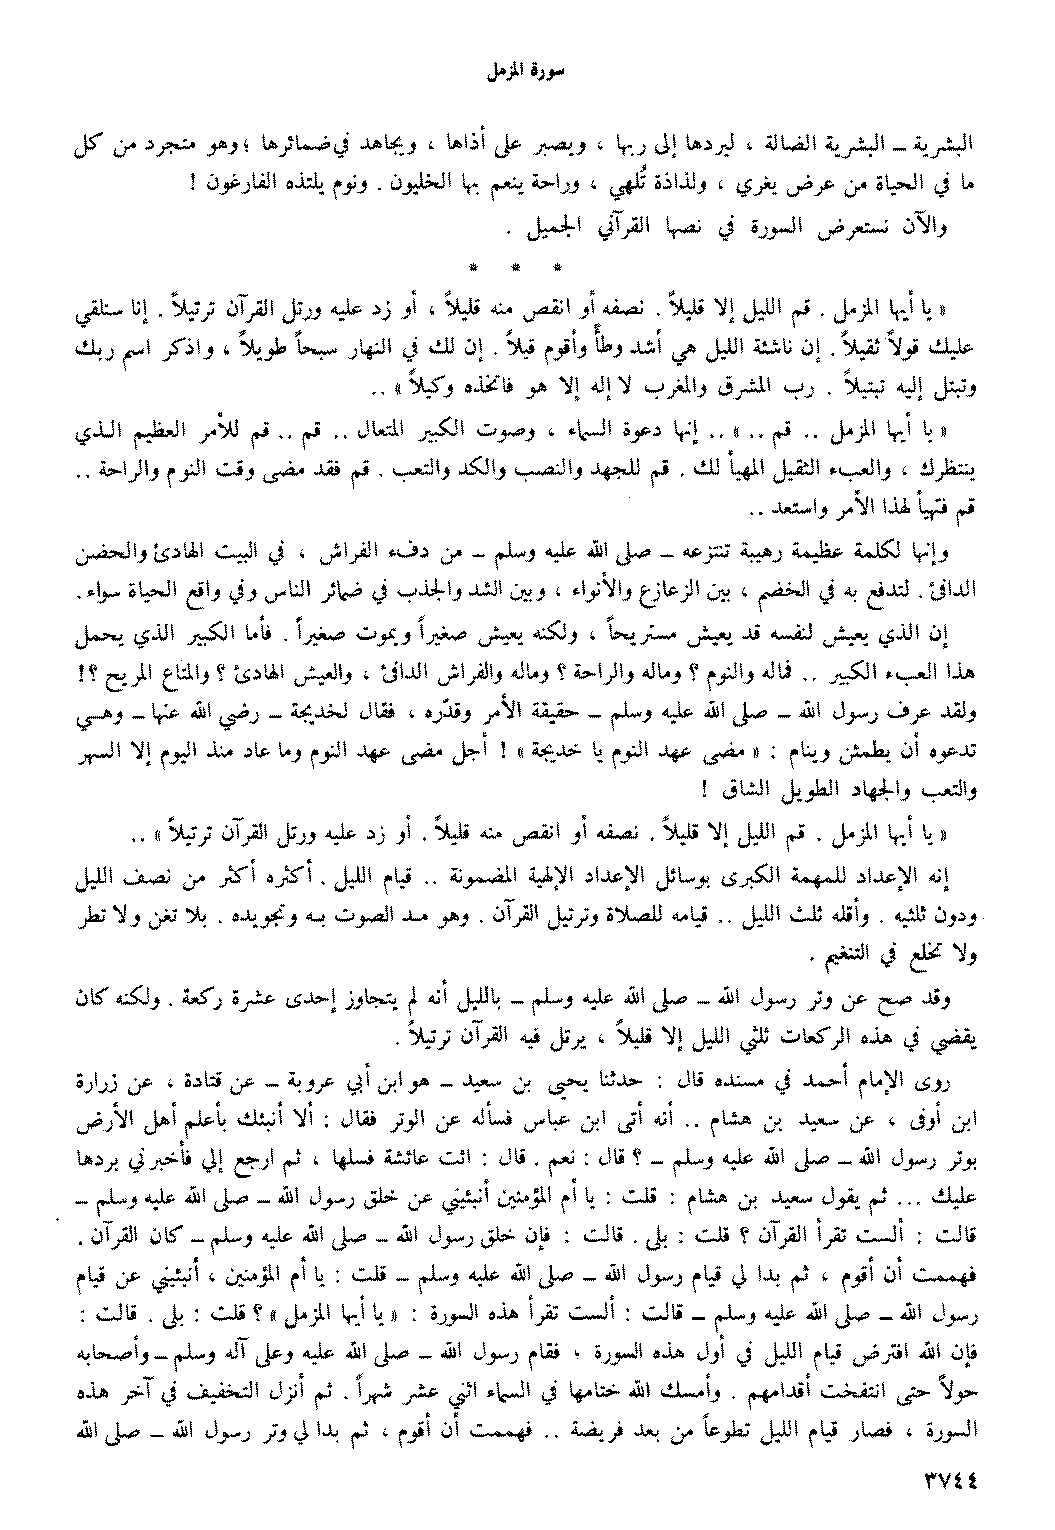 سورة المزمل
البشرية – البشرية الضالة ، ليردها إلى ربها ، ويصبر على أذاها ، ويجاهد في ضمائرها ؛ وهو متجرد من كل
ما في الحياة من عرض يغري ، ولذاذة تُلهي ، وراحة ينعم بها الخليون . ونوم يلتذه الفارغون !
والآن نستعرض السورة في نصها القرآني الجميل .
* * *
« يا أيها المزمل . قم الليل إلا قليلاً . نصفه أو انقص منه قليلاً ، أو زد عليه ورتل القرآن ترتيلاً . إنا سنلقي
عليك قولاً ثقيلاً . إن ناشئة الليل هي أشد وطأً وأقوم قيلاً . إن لك في النهار سبحاً طويلاً ، واذكر اسم ربك
وتبتل إليه تبتيلاً . رب المشرق والمغرب لا إله إلا هو فاتخذه وكيلاً » ..
« يا أيها المزمل .. قم .. » .. إنها دعوة السماء ، وصوت الكبير المتعال .. قم .. قم للأمر العظيم الذي
ينتظرك ، والعبء الثقيل المهيأ لك . قم للجهد والنصب والكد والتعب . قم فقد مضى وقت النوم والراحة ..
قم فتهيأ لهذا الأمر واستعد ..
وإنها لكلمة عظيمة رهيبة تنتزعه – صلى الله عليه وسلم – من دفء الفراش ، في البيت الهادئ والحضن
الدافئ . لتدفع به في الخضم ، بين الزعازع والأنواء ، وبين الشد والجذب في ضمائر الناس وفي واقع الحياة سواء .
إن الذي يعيش لنفسه قد يعيش مستريحاً ، ولكنه يعيش صغيراً ويموت صغيراً . فأما الكبير الذي يحمل
هذا العبء الكبير .. فماله والنوم ؟ وماله والراحة ؟ وماله والفراش الدافئ ، والعيش الهادئ ؟ والمتاع المريح ؟!
ولقد عرف رسول الله – صلى الله عليه وسلم – حقيقة الأمر وقدّره ، فقال لخديجة – رضي الله عنها – وهي
تدعوه أن يطمئن وينام : « مضى عهد النوم يا خديجة » ! أجل مضى عهد النوم وما عاد منذ اليوم إلا السهر
والتعب والجهاد الطويل الشاق !
« يا أيها المزمل . قم الليل إلا قليلاً . نصفه أو انقص منه قليلاً . أو زد عليه ورتل القرآن ترتيلاً » ..
إنه الإعداد للمهمة الكبرى بوسائل الإعداد الإلهية المضمونة .. قيام الليل . أكثره أكثر من نصف الليل
ودون ثلثيه . وأقله ثلث الليل .. قيامه للصلاة وترتيل القرآن . وهو مد الصوت به وتجويده . بلا تغن ولا تطر
ولا تخلع في التنغيم .
وقد صح عن وتر رسول الله – صلى الله عليه وسلم – بالليل أنه لم يتجاوز إحدى عشرة ركعة . ولكنه كان
يقضي في هذه الركعات ثلثي الليل إلا قليلاً ، يرتل فيه القرآن ترتيلاً .
روى الإمام أحمد في مسنده قال : حدثنا يحيى بن سعيد – هو ابن أبي عروبة – عن قتادة ، عن زرارة
ابن أوفى ، عن سعيد بن هشام .. أنه أتى ابن عباس فسأله عن الوتر فقال : ألا أنبئك بأعلم أهل الأرض
بوتر رسول الله – صلى الله عليه وسلم – ؟ قال : نعم . قال : ائت عائشة فسلها ، ثم ارجع إلي فأخبرني بردها
عليك ... ثم يقول سعيد بن هشام : قلت : يا أم المؤمنين أنبئيني عن خلق رسول الله – صلى الله عليه وسلم –
قالت : ألست تقرأ القرآن ؟ قلت : بلى . قالت : فإن خلق رسول الله – صلى الله عليه وسلم – كان القرآن .
فهممت أن أقوم ، ثم بدا لي قيام رسول الله – صلى الله عليه وسلم – قلت : يا أم المؤمنين ، أنبئيني عن قيام
رسول الله – صلى الله عليه وسلم – قالت : ألست تقرأ هذه السورة : « يا أيها المزمل » ؟ قلت : بلى . قالت :
فإن الله افترض قيام الليل في أول هذه السورة ؛ فقام رسول الله – صلى الله عليه وعلى آله وسلم – وأصحابه
حولاً حتى انتفخت أقدامهم . وأمسك الله ختامها في السماء اثني عشر شهراً . ثم أنزل التخفيف في آخر هذه
السورة ، فصار قيام الليل تطوعاً من بعد فريضة .. فهممت أن أقوم ، ثم بدا لي وتر رسول الله – صلى الله
٣٧٤٤